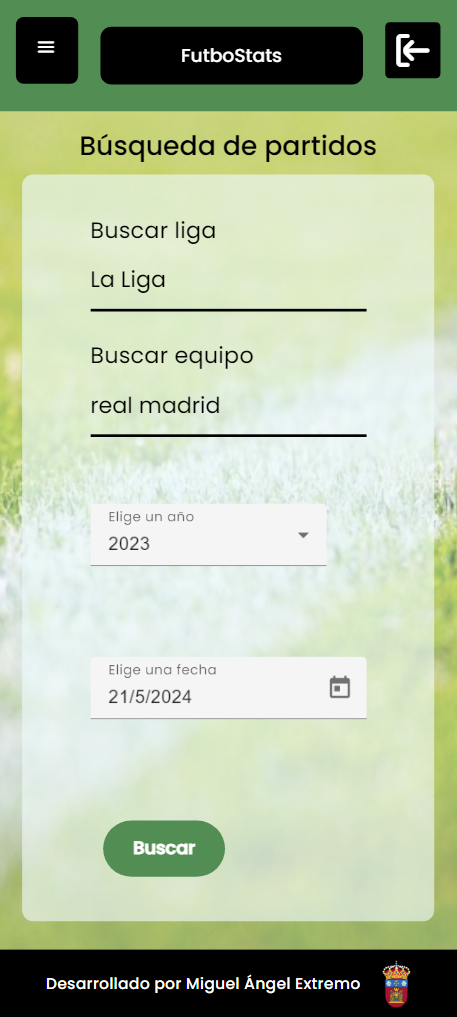 FutboStats
Búsqueda de partidos
Buscar liga
La Liga
Buscar equipo
real madrid
Elige un año
2023
Elige una fecha
21/5/2024
Buscar
Desarrollado por Miguel Ángel Extremo